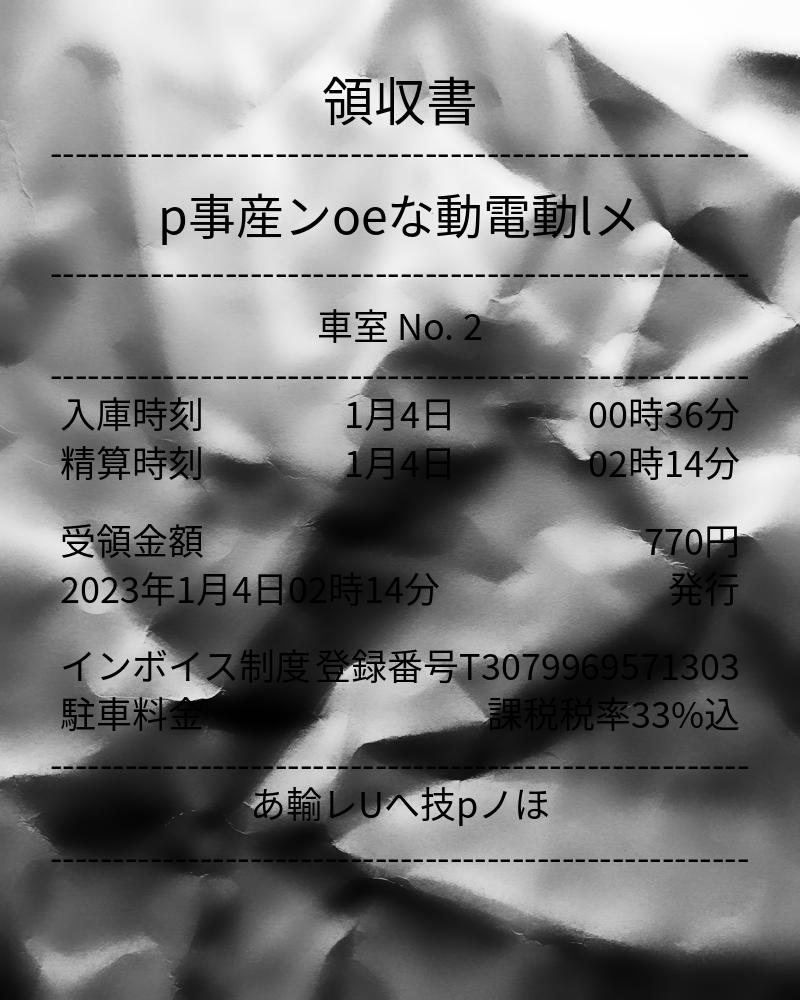 領収書
p事産ンoeな動電動lメ
車室 No. 2
入庫時刻 1月4日 00時36分
精算時刻 1月4日 02時14分
受領金額 770円
2023年1月4日02時14分 発行
インボイス制度 登録番号T3079969571303
駐車料金 課税税率33%込
あ輸レUヘ技pノほ